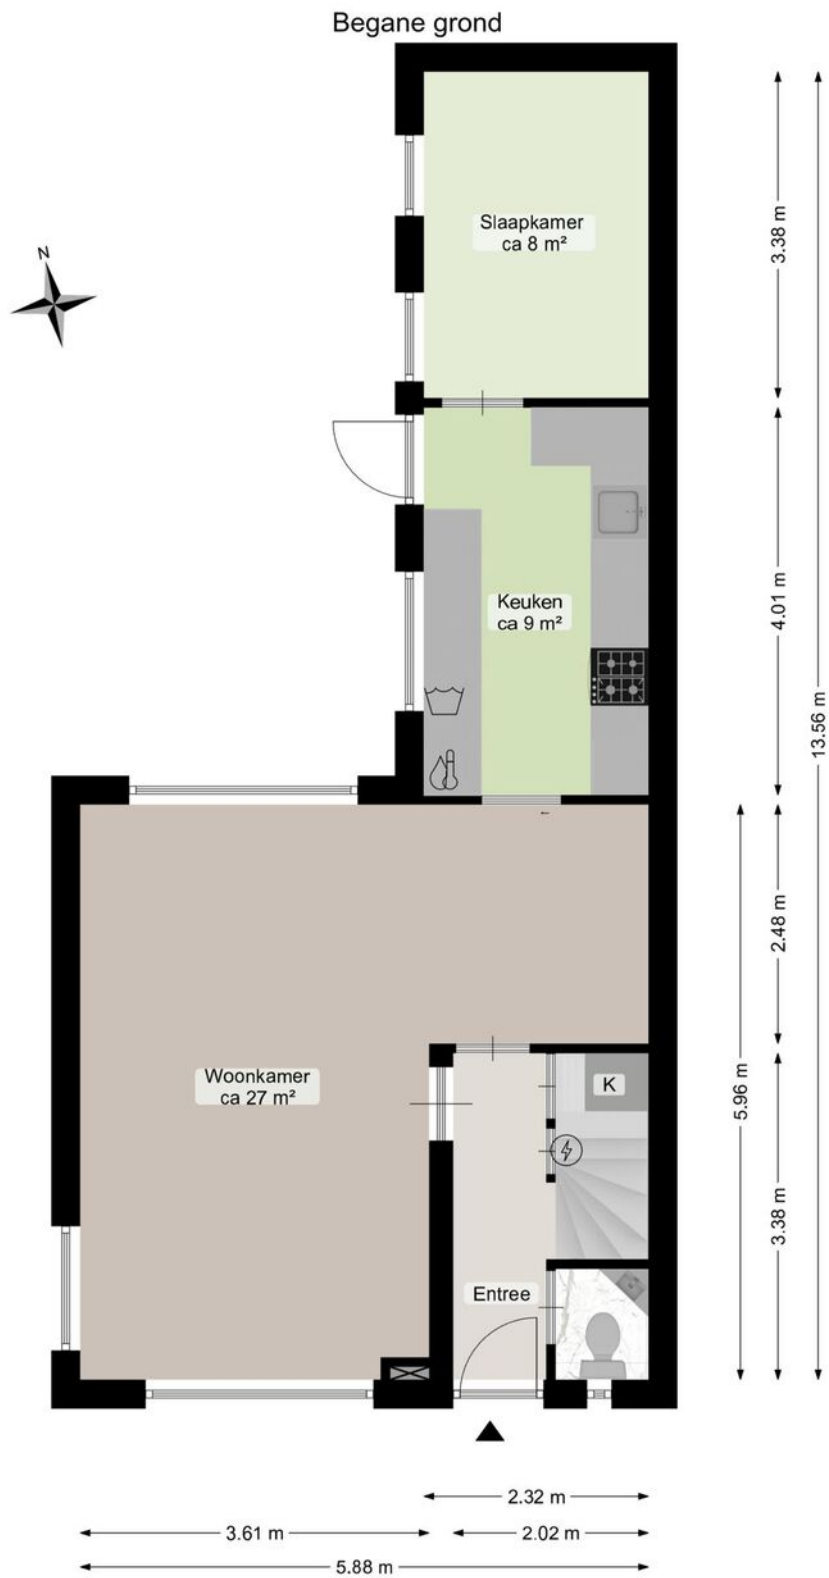 Begane grond
N
Slaapkamer
ca 8 m²
3.38 m
Keuken
ca 9 m²
4.01 m
13.56 m
2.48 m
Woonkamer
ca 27 m²
K
5.96 m
3.38 m
Entree
2.32 m
3.61 m
2.02 m
5.88 m